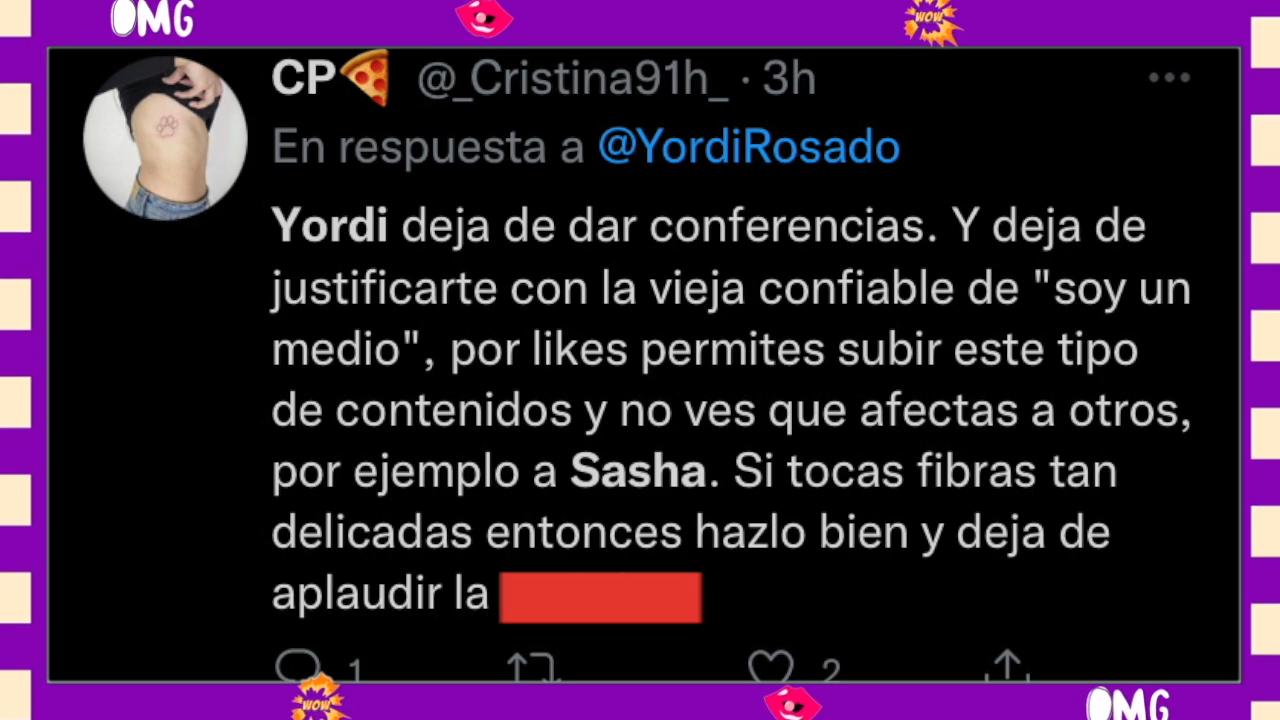 OMG
WOW
CP @_Cristina91h_ · 3h
En respuesta a @YordiRosado
Yordi deja de dar conferencias. Y deja de
justificarte con la vieja confiable de "soy un
medio", por likes permites subir este tipo
de contenidos y no ves que afectas a otros,
por ejemplo a Sasha. Si tocas fibras tan
delicadas entonces hazlo bien y deja de
aplaudir la
1 2
WOW
OMG